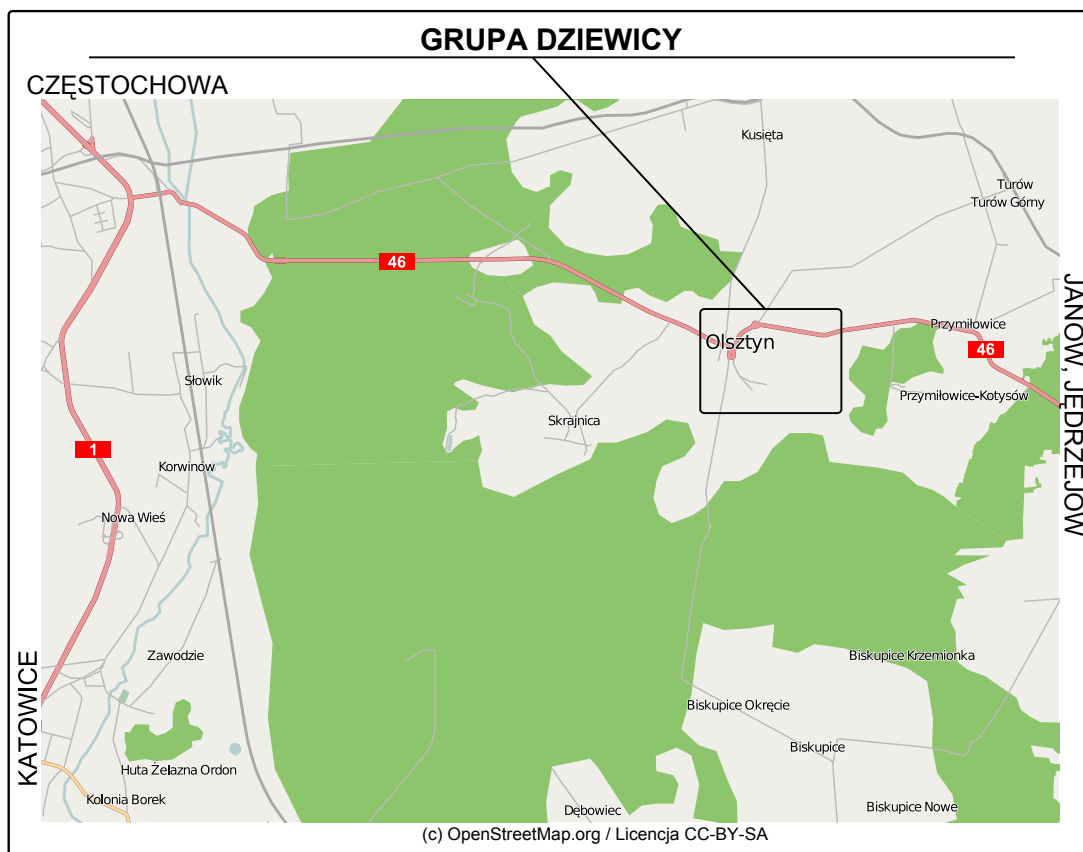 GRUPA DZIEWICY
CZĘSTOCHOWA
Kusięta
Turów
Turów Górny
46
JANÓW, JĘDRZEJÓW
Przymiłowice
Olsztyn
46
Słowik
Przymiłowice-Kotysów
Skrajnica
1
Korwinów
Nowa Wieś
KATOWICE
Zawodzie
Biskupice Krzemionka
Biskupice Okręcie
Biskupice
Huta Żelazna Ordon
Kolonia Borek
Dębowiec
Biskupice Nowe
(c) OpenStreetMap.org / Licencja CC-BY-SA